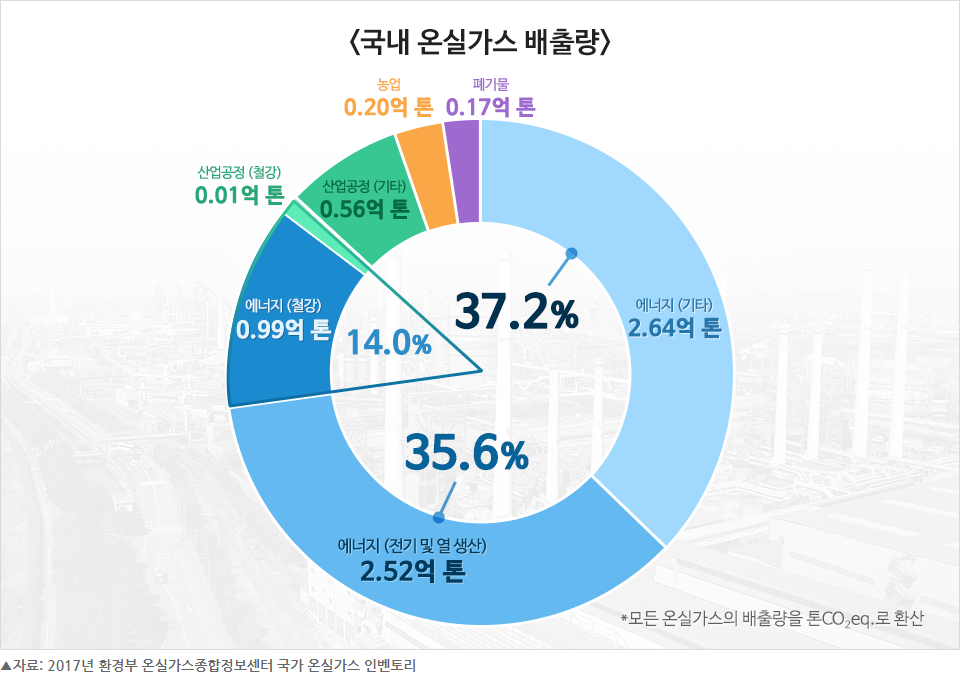 〈국내 온실가스 배출량〉
농업
0.20억 톤
폐기물
0.17억 톤
산업공정 (철강)
0.01억 톤
산업공정 (기타)
0.56억 톤
에너지 (철강)
0.99억 톤
14.0%
37.2%
에너지 (기타)
2.64억 톤
35.6%
에너지 (전기 및 열 생산)
2.52억 톤
*모든 온실가스의 배출량을 톤CO₂eq.로 환산
▲자료: 2017년 환경부 온실가스종합정보센터 국가 온실가스 인벤토리